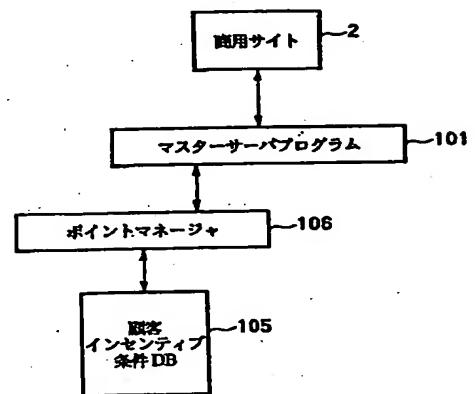 商用サイト
2
マスターサーバプログラム
101
ポイントマネージャ
106
顧客
インセンティブ
条件DB
105